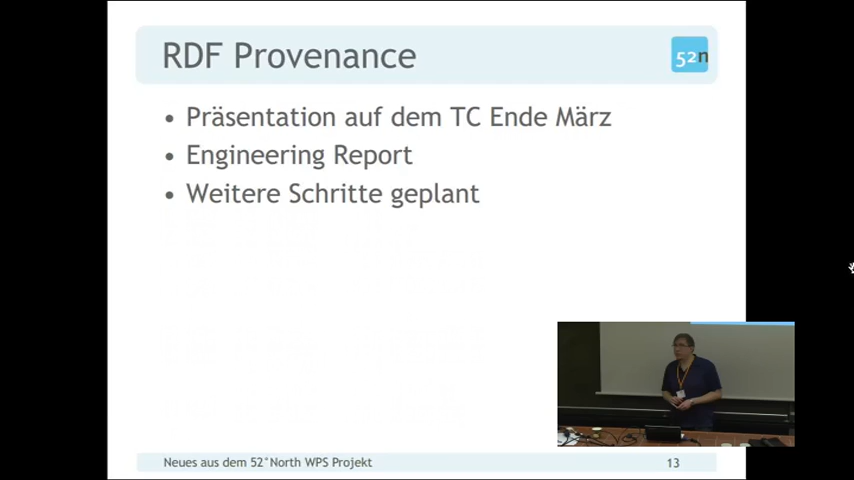 RDF Provenance
52n
• Präsentation auf dem TC Ende März
• Engineering Report
• Weitere Schritte geplant
Neues aus dem 52°North WPS Projekt
13